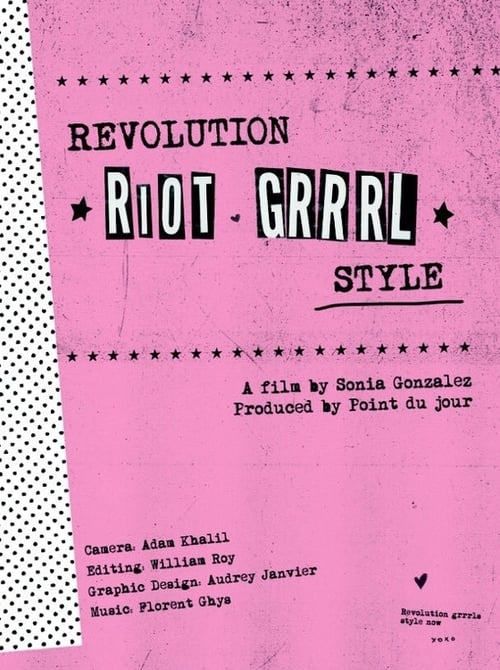 REVOLUTION
RIOT GRRRL
STYLE
A film by Sonia Gonzalez
Produced by Point du jour
Camera: Adam Khalil
Editing: William Roy
Graphic Design: Audrey Janvier
Music: Florent Ghys
Revolution grrrls
style now
xoxo